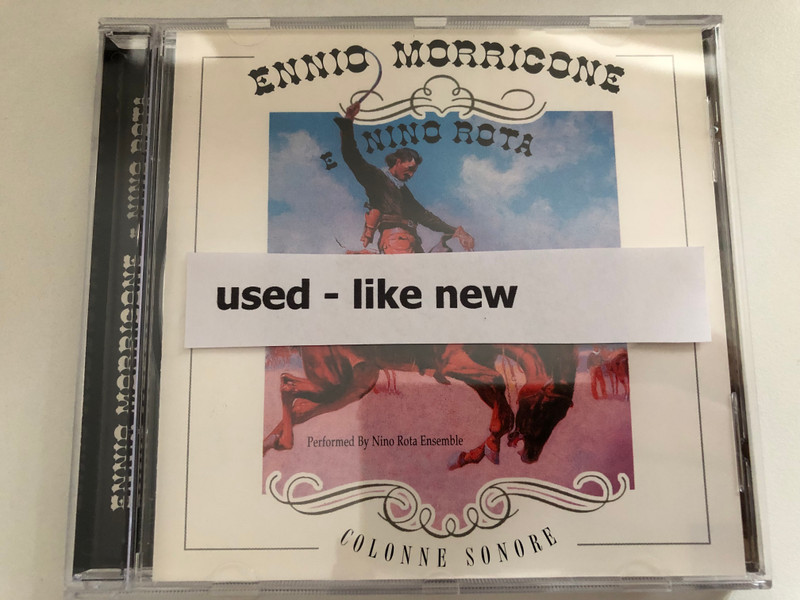 ENNIO MORRICONE
E NINO ROTA
used - like new
Performed By Nino Rota Ensemble
COLONNE SONORE
ENNIO MORRICONE E NINO ROTA